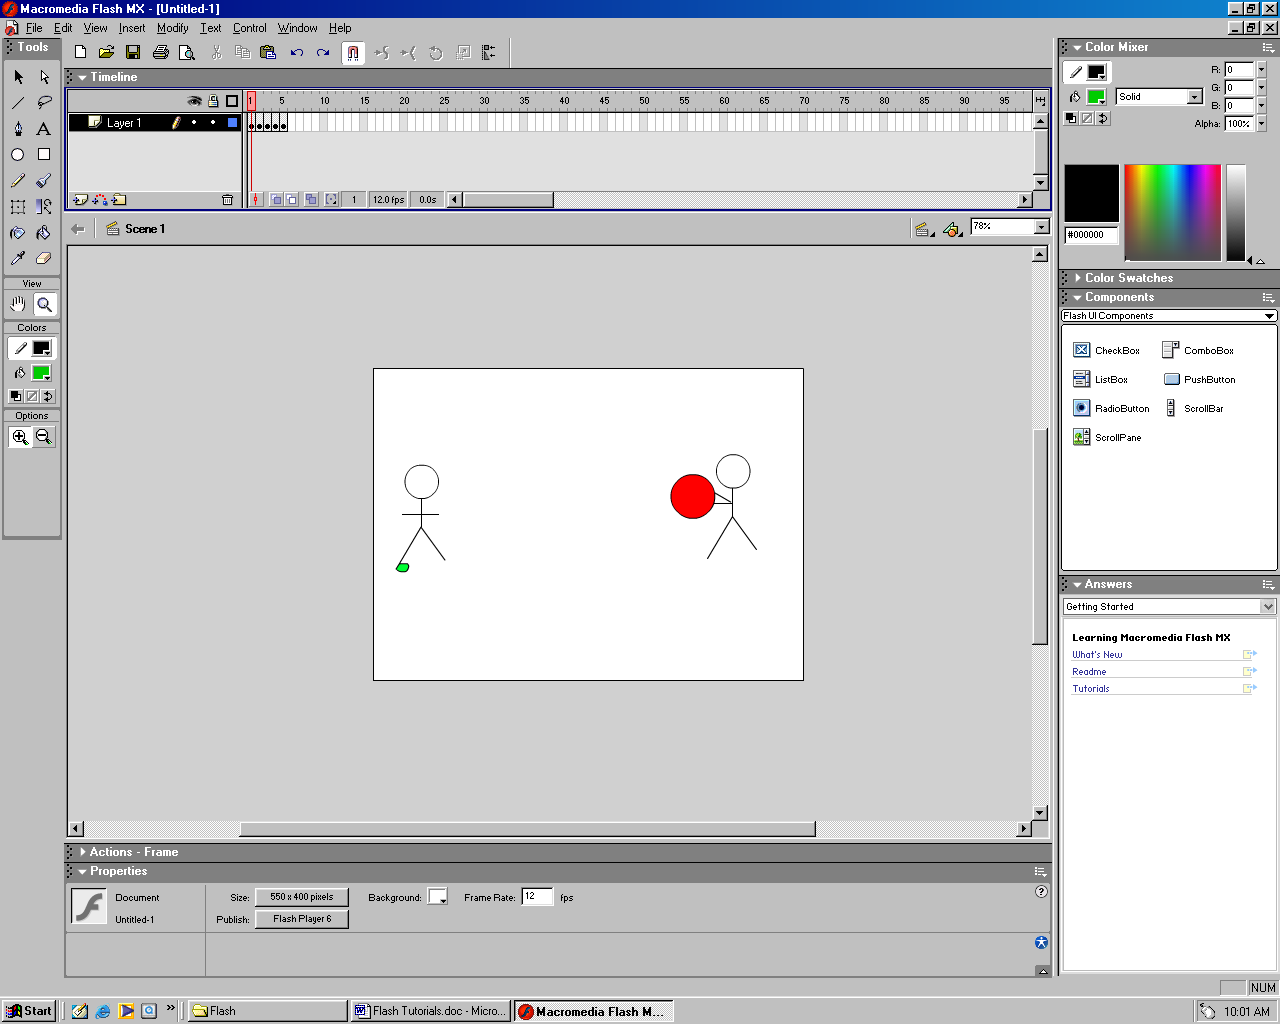 Macromedia Flash MX - [Untitled-1]
File Edit View Insert Modify Text Control Window Help
Tools
Timeline
1 5 10 15 20 25 30 35 40 45 50 55 60 65 70 75 80 85 90 95
Layer 1
1 12.0 fps 0.0s
Scene 1
78%
View
Colors
Options
Color Mixer
R: 0
G: 0
Solid
B: 0
Alpha: 100%
#000000
Color Swatches
Components
Flash UI Components
CheckBox ComboBox
ListBox PushButton
RadioButton ScrollBar
ScrollPane
Answers
Getting Started
Learning Macromedia Flash MX
What's New
Readme
Tutorials
Actions - Frame
Properties
Document Size: 550 x 400 pixels Background: Frame Rate: 12 fps
Untitled-1 Publish: Flash Player 6
NUM
Start Flash Flash Tutorials.doc - Micro... Macromedia Flash M... 10:01 AM